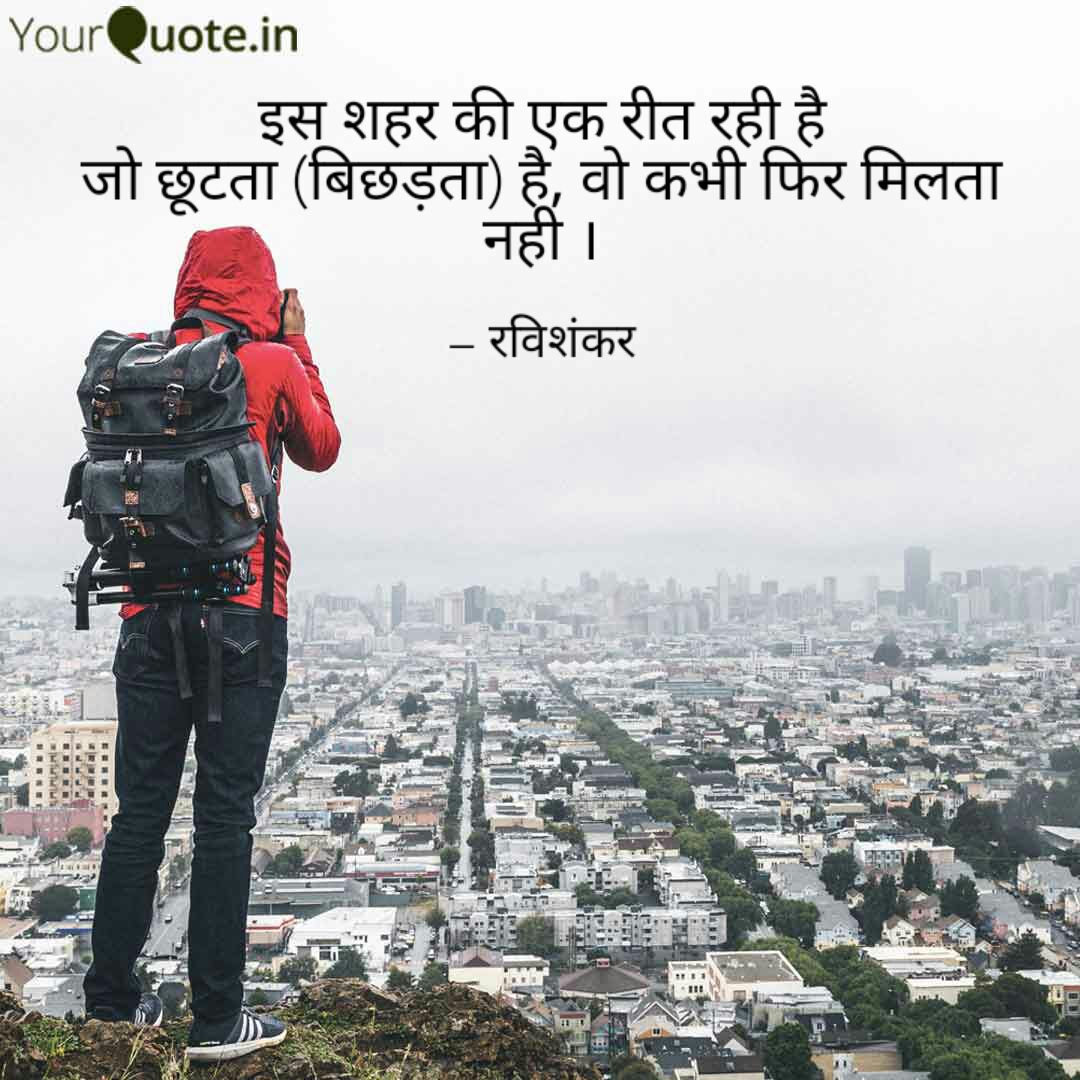 YourQuote.in
इस शहर की एक रीत रही है
जो छूटता (बिछड़ता) है, वो कभी फिर मिलता
नही ।
– रविशंकर